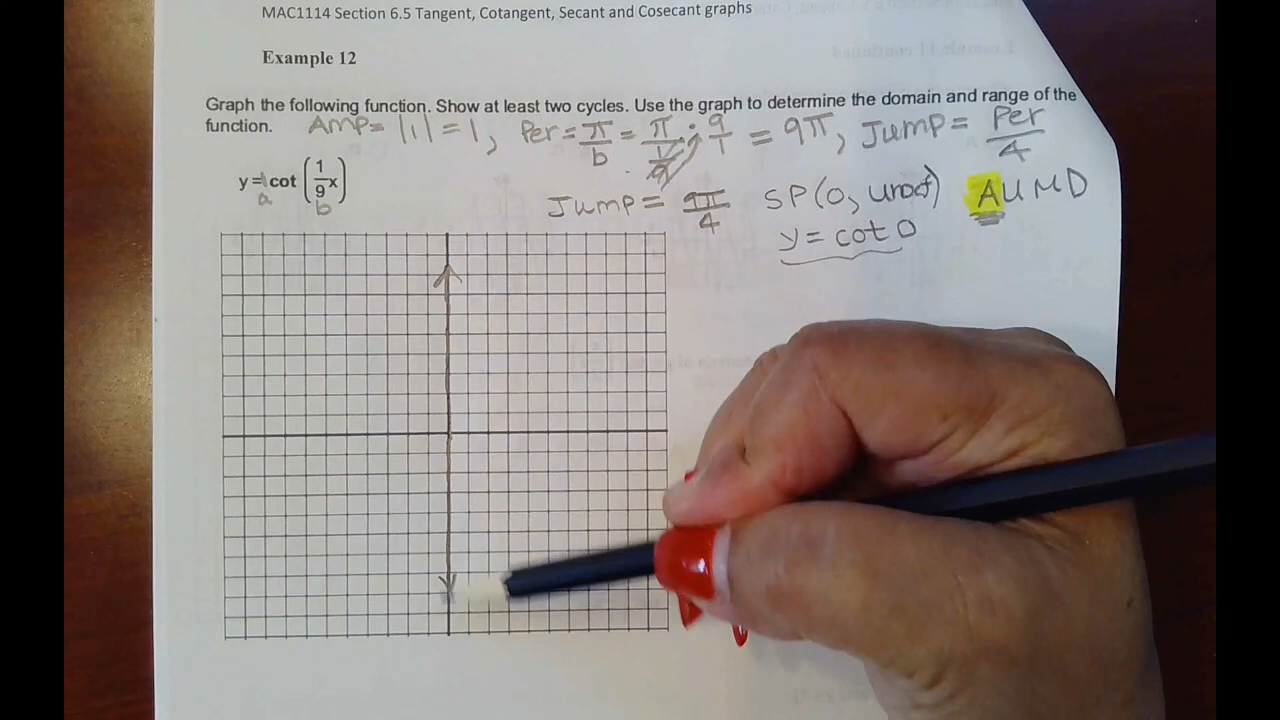 MAC1114 Section 6.5 Tangent, Cotangent, Secant and Cosecant graphs
Example 12
Graph the following function. Show at least two cycles. Use the graph to determine the domain and range of the
function. Amp = |1| = 1, Per = π/b = π/(1/9) · 9/1 = 9π, Jump = Per/4
y = 1 cot (1/9 x)
a b
Jump = 9π/4 SP(0, undf) AUMD
y = cot 0